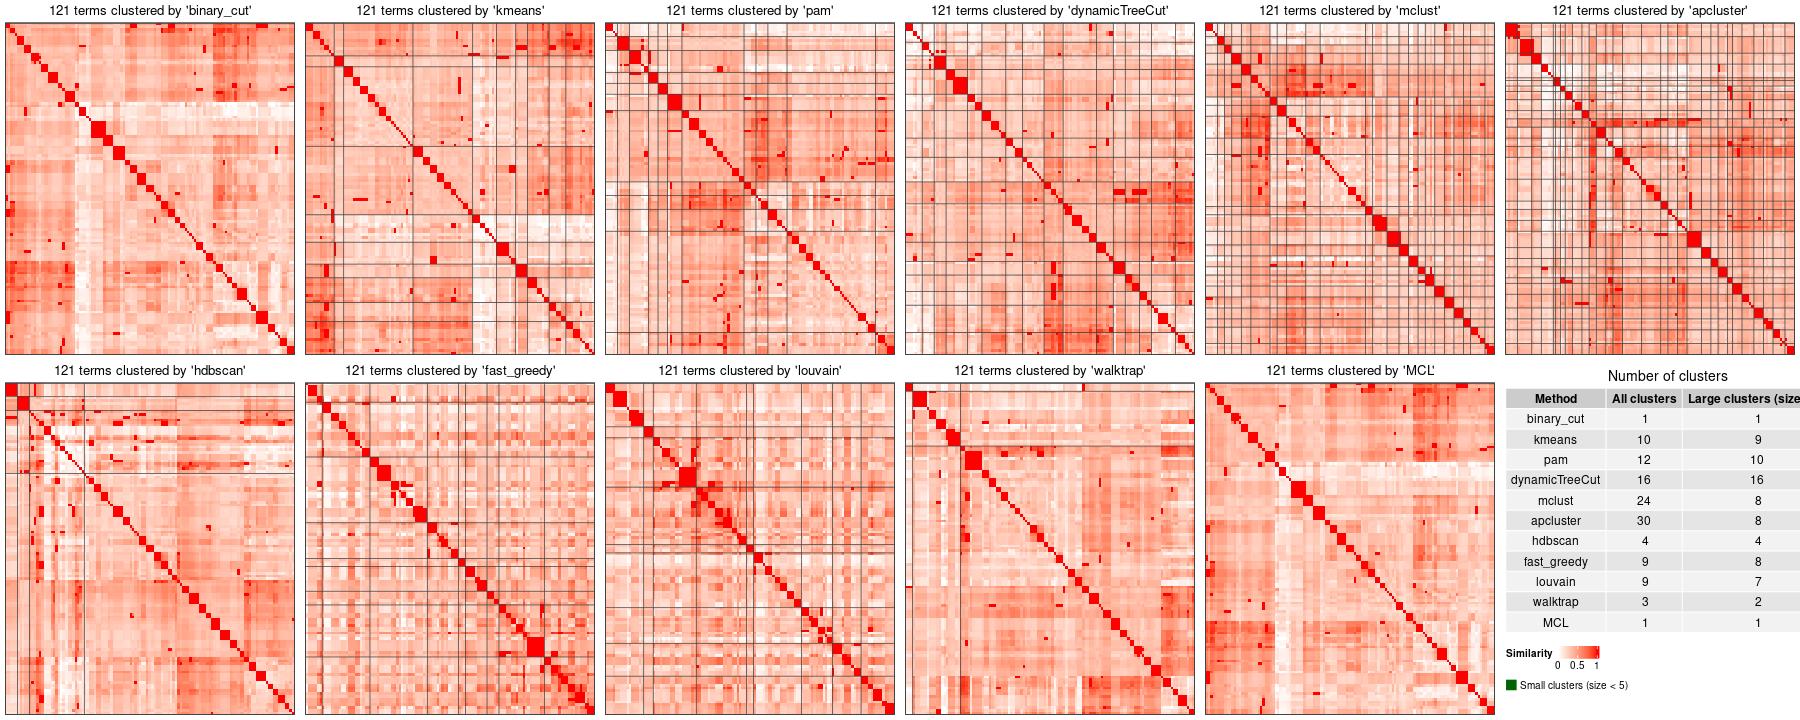 121 terms clustered by 'binary_cut'
121 terms clustered by 'kmeans'
121 terms clustered by 'pam'
121 terms clustered by 'dynamicTreeCut'
121 terms clustered by 'mclust'
121 terms clustered by 'apcluster'
121 terms clustered by 'hdbscan'
121 terms clustered by 'fast_greedy'
121 terms clustered by 'louvain'
121 terms clustered by 'walktrap'
121 terms clustered by 'MCL'
Number of clusters
Method All clusters Large clusters (size
binary_cut 1 1
kmeans 10 9
pam 12 10
dynamicTreeCut 16 16
mclust 24 8
apcluster 30 8
hdbscan 4 4
fast_greedy 9 8
louvain 9 7
walktrap 3 2
MCL 1 1
Similarity
0 0.5 1
Small clusters (size < 5)